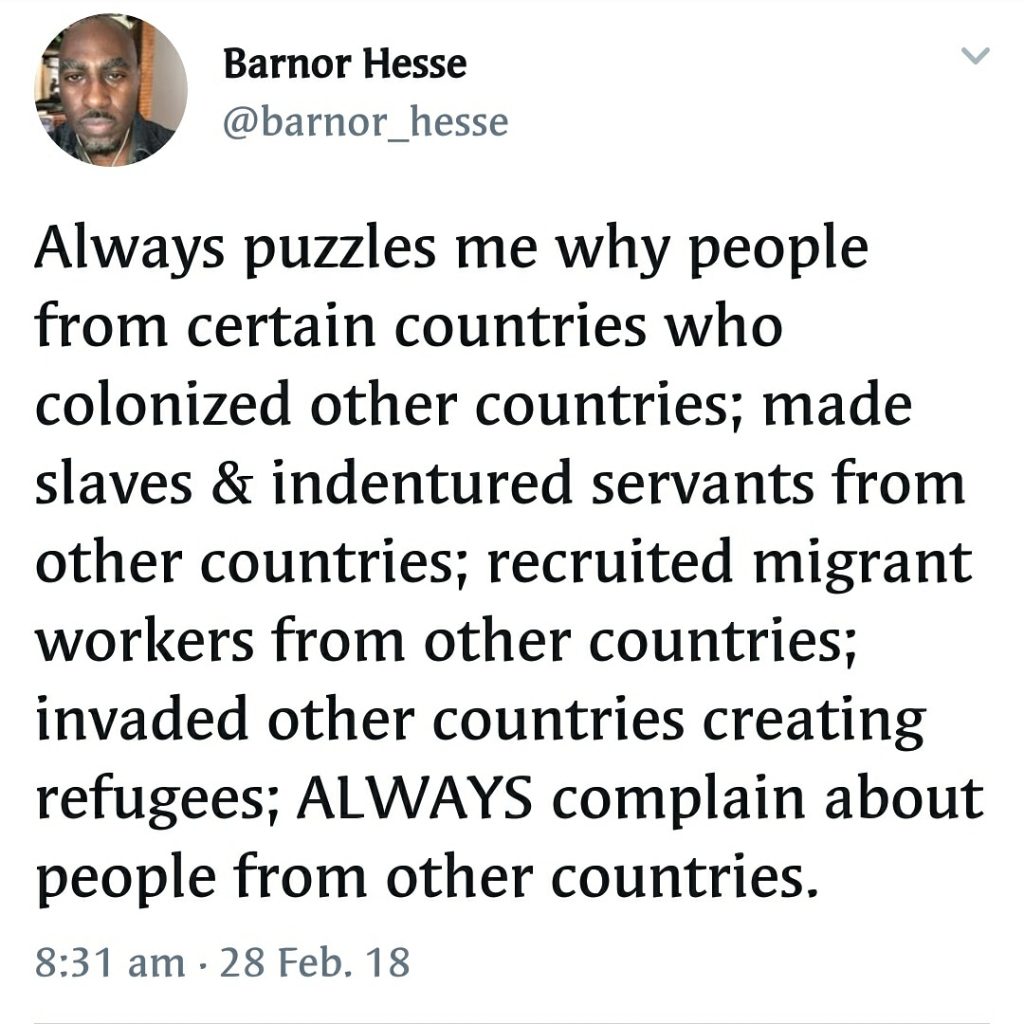 Barnor Hesse
@barnor_hesse
Always puzzles me why people
from certain countries who
colonized other countries; made
slaves & indentured servants from
other countries; recruited migrant
workers from other countries;
invaded other countries creating
refugees; ALWAYS complain about
people from other countries.
8:31 am · 28 Feb. 18